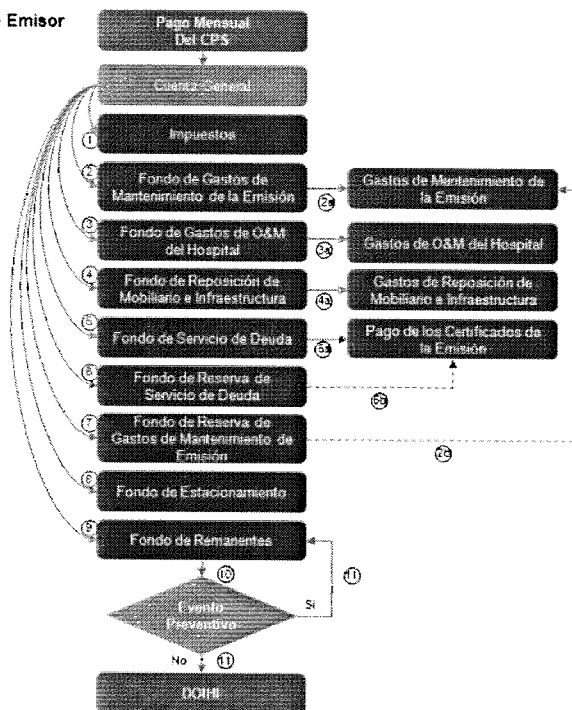 Emisor
Pago Mensual
Del CPS
Cuenta General
1
Impuestos
2
Fondo de Gastos de
Mantenimiento de la Emisión
2a
Gastos de Mantenimiento de
la Emisión
3
Fondo de Gastos de O&M
del Hospital
3a
Gastos de O&M del Hospital
4
Fondo de Reposición de
Mobiliario e Infraestructura
4a
Gastos de Reposición de
Mobiliario e Infraestructura
5
Fondo de Servicio de Deuda
5a
Pago de los Certificados de
la Emisión
6
Fondo de Reserva de
Servicio de Deuda
7
Fondo de Reserva de
Gastos de Mantenimiento de
Emisión
8
Fondo de Estacionamiento
9
Fondo de Remanentes
10
11
Evento
Preventivo
Si
No
11
DOIHI